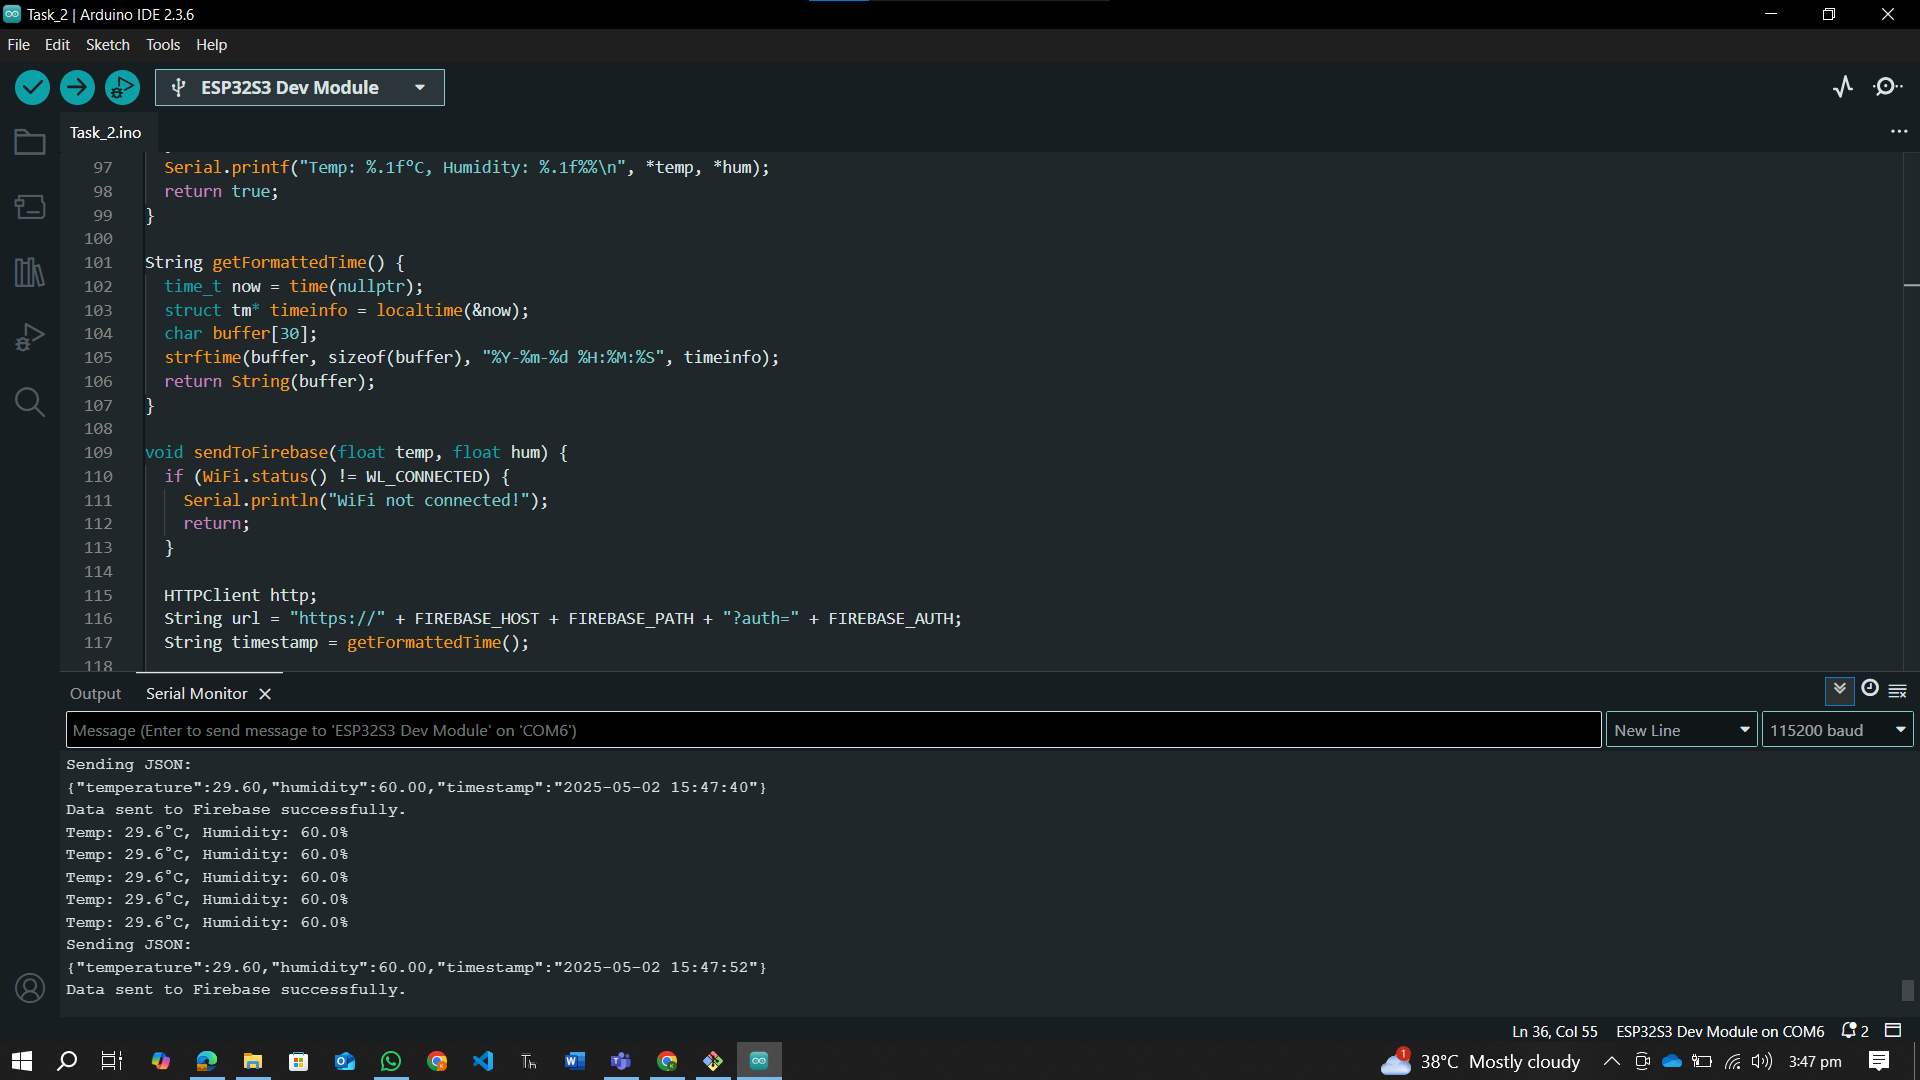 Task_2 | Arduino IDE 2.3.6
File Edit Sketch Tools Help
ESP32S3 Dev Module
Task_2.ino
97 Serial.printf("Temp: %.1f°C, Humidity: %.1f%%\n", *temp, *hum);
98 return true;
99 }
100
101 String getFormattedTime() {
102 time_t now = time(nullptr);
103 struct tm* timeinfo = localtime(&now);
104 char buffer[30];
105 strftime(buffer, sizeof(buffer), "%Y-%m-%d %H:%M:%S", timeinfo);
106 return String(buffer);
107 }
108
109 void sendToFirebase(float temp, float hum) {
110 if (WiFi.status() != WL_CONNECTED) {
111 Serial.println("WiFi not connected!");
112 return;
113 }
114
115 HTTPClient http;
116 String url = "https://" + FIREBASE_HOST + FIREBASE_PATH + "?auth=" + FIREBASE_AUTH;
117 String timestamp = getFormattedTime();
118
Output Serial Monitor
Message (Enter to send message to 'ESP32S3 Dev Module' on 'COM6') New Line 115200 baud
Sending JSON:
{"temperature":29.60,"humidity":60.00,"timestamp":"2025-05-02 15:47:40"}
Data sent to Firebase successfully.
Temp: 29.6°C, Humidity: 60.0%
Temp: 29.6°C, Humidity: 60.0%
Temp: 29.6°C, Humidity: 60.0%
Temp: 29.6°C, Humidity: 60.0%
Temp: 29.6°C, Humidity: 60.0%
Sending JSON:
{"temperature":29.60,"humidity":60.00,"timestamp":"2025-05-02 15:47:52"}
Data sent to Firebase successfully.
Ln 36, Col 55 ESP32S3 Dev Module on COM6 2
1 38°C Mostly cloudy 3:47 pm